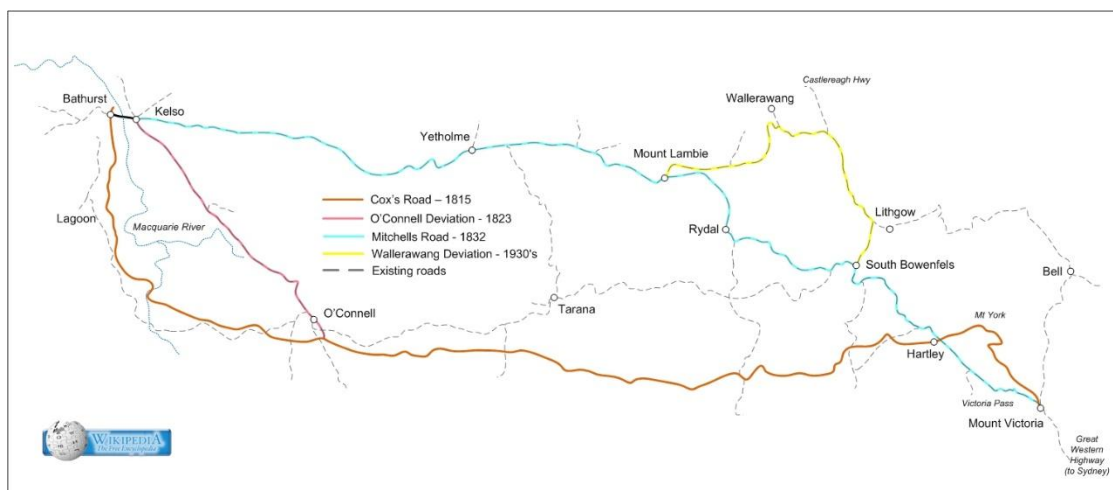 Castlereagh Hwy
Wallerawang
Bathurst
Kelso
Yetholme
Mount Lambie
Cox's Road – 1815
O'Connell Deviation - 1823
Mitchells Road - 1832
Wallerawang Deviation - 1930's
Existing roads
Lagoon
Macquarie River
Lithgow
Rydal
South Bowenfels
Bell
Tarana
O'Connell
Mt York
Hartley
Victoria Pass
Mount Victoria
Great
Western
Highway
(to Sydney)
WIKIPEDIA
The Free Encyclopedia